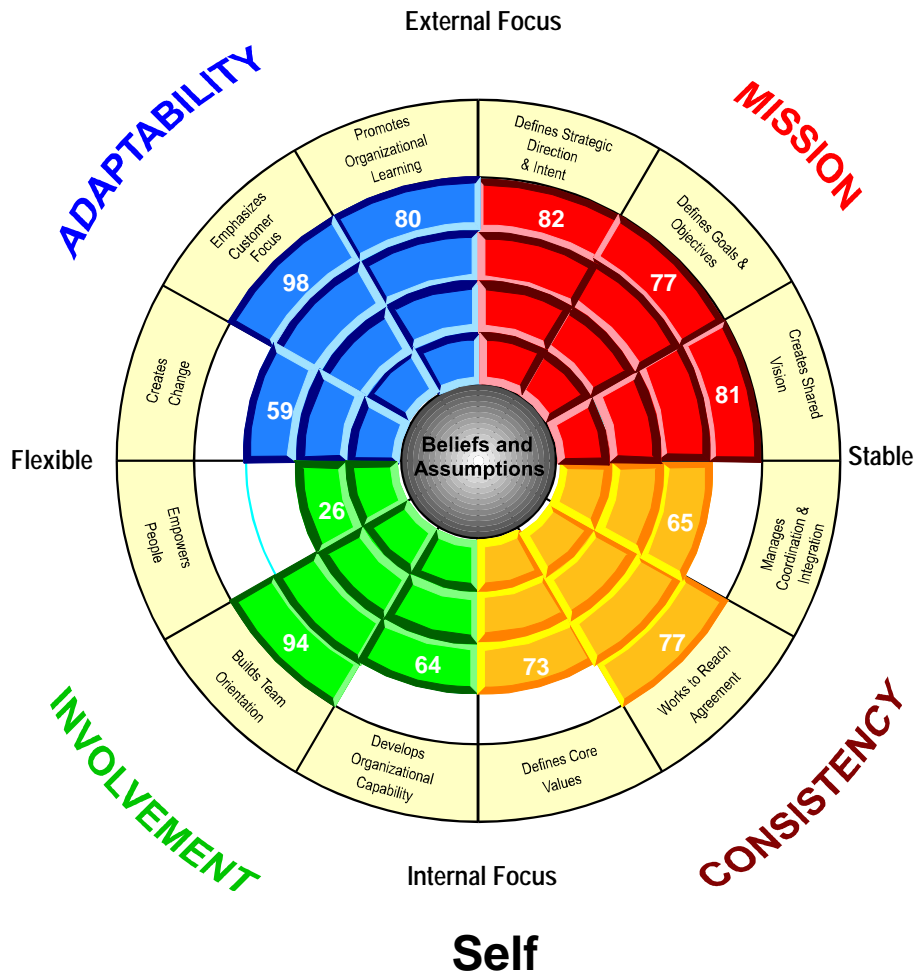 External Focus
ADAPTABILITY
MISSION
Promotes
Organizational
Learning
Defines Strategic
Direction
& Intent
Emphasizes
Customer
Focus
Defines Goals &
Objectives
80
82
98
77
Creates
Change
Creates Shared
Vision
59
81
Flexible
Beliefs and
Assumptions
Stable
Empowers
People
26
65
Manages
Coordination &
Integration
94
64
73
77
Builds Team
Orientation
Works to Reach
Agreement
Develops
Organizational
Capability
Defines Core
Values
INVOLVEMENT
CONSISTENCY
Internal Focus
Self